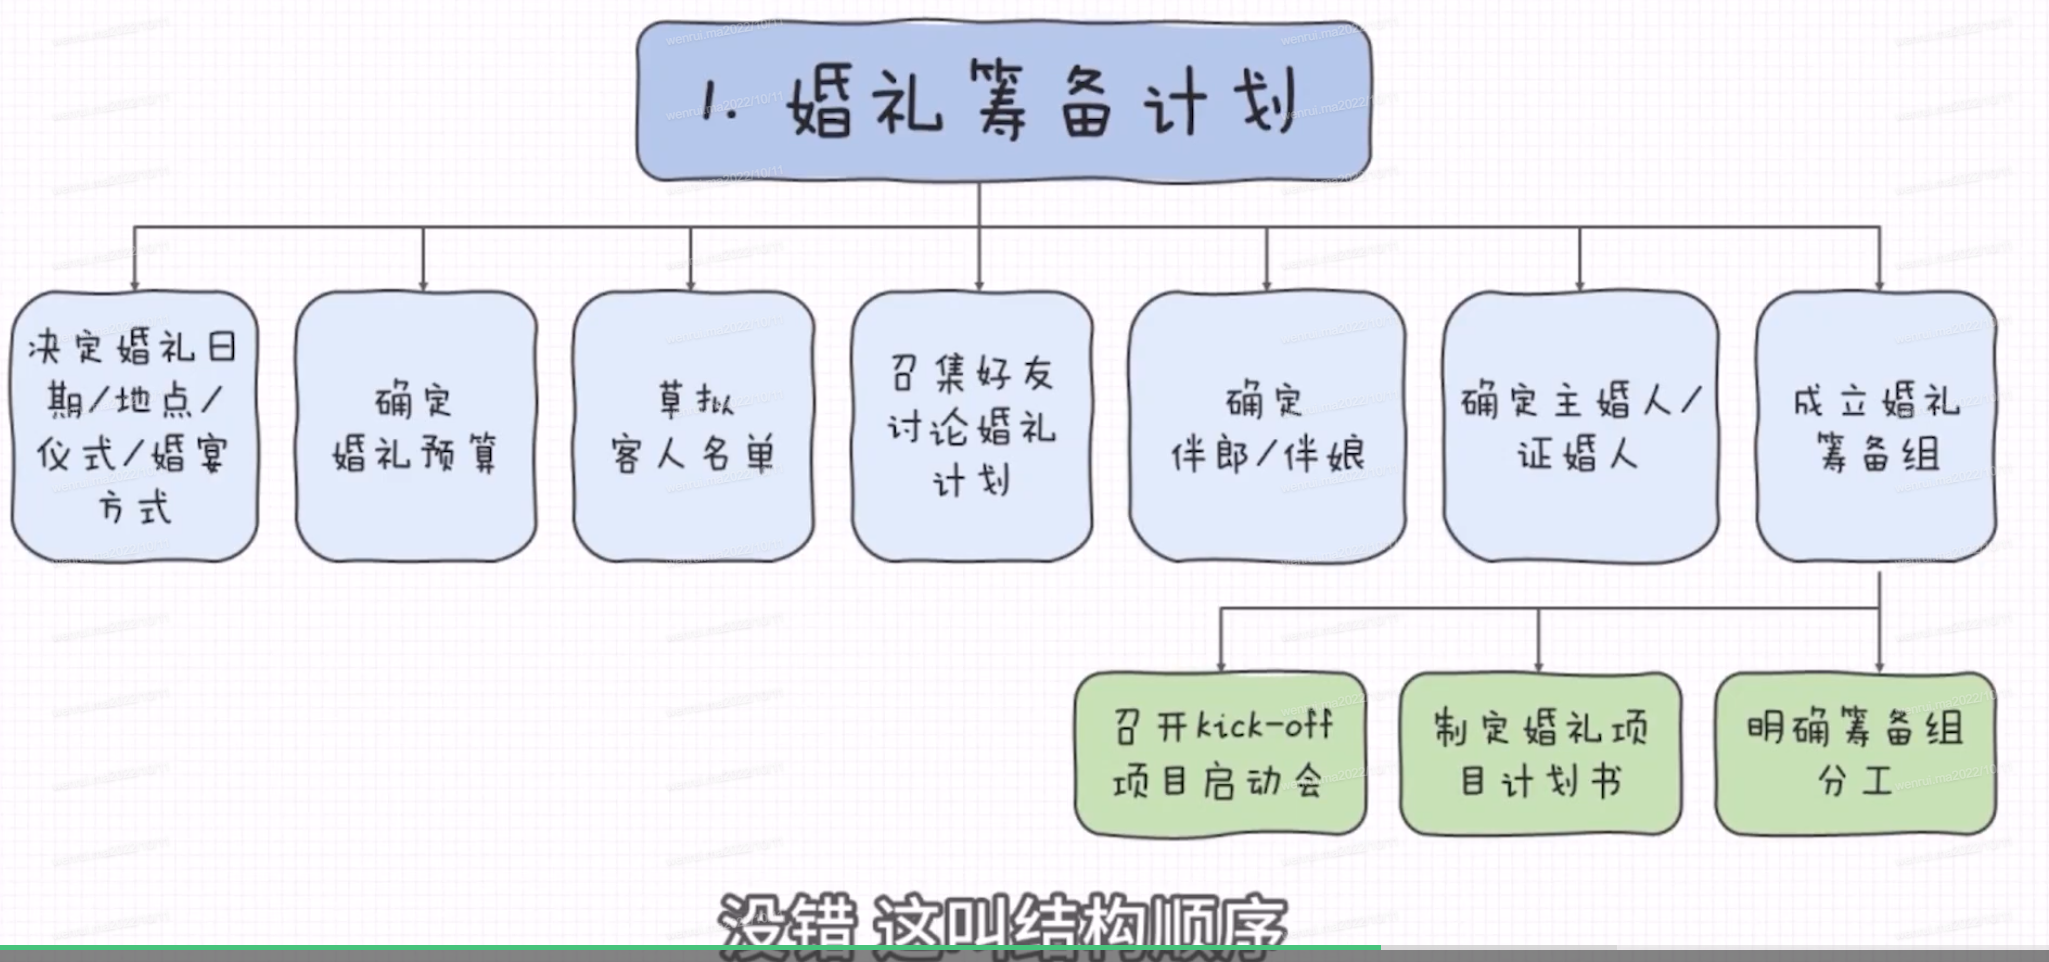 1. 婚礼筹备计划
决定婚礼日
期/地点/
仪式/婚宴
方式
确定
婚礼预算
草拟
客人名单
召集好友
讨论婚礼
计划
确定
伴郎/伴娘
确定主婚人/
证婚人
成立婚礼
筹备组
召开kick-off
项目启动会
制定婚礼项
目计划书
明确筹备组
分工
没错 这叫结构顺序
wenrui.ma2022/10/11